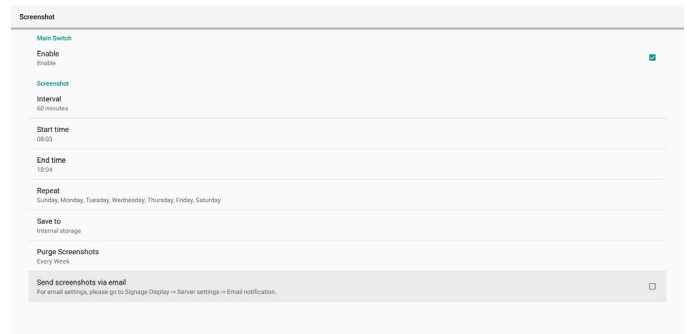 Screenshot
Main Switch
Enable
Enable
Screenshot
Interval
60 minutes
Start time
08:03
End time
18:04
Repeat
Sunday, Monday, Tuesday, Wednesday, Thursday, Friday, Saturday
Save to
Internal storage
Purge Screenshots
Every Week
Send screenshots via email
For email settings, please go to Signage Display -> Server settings -> Email notification.